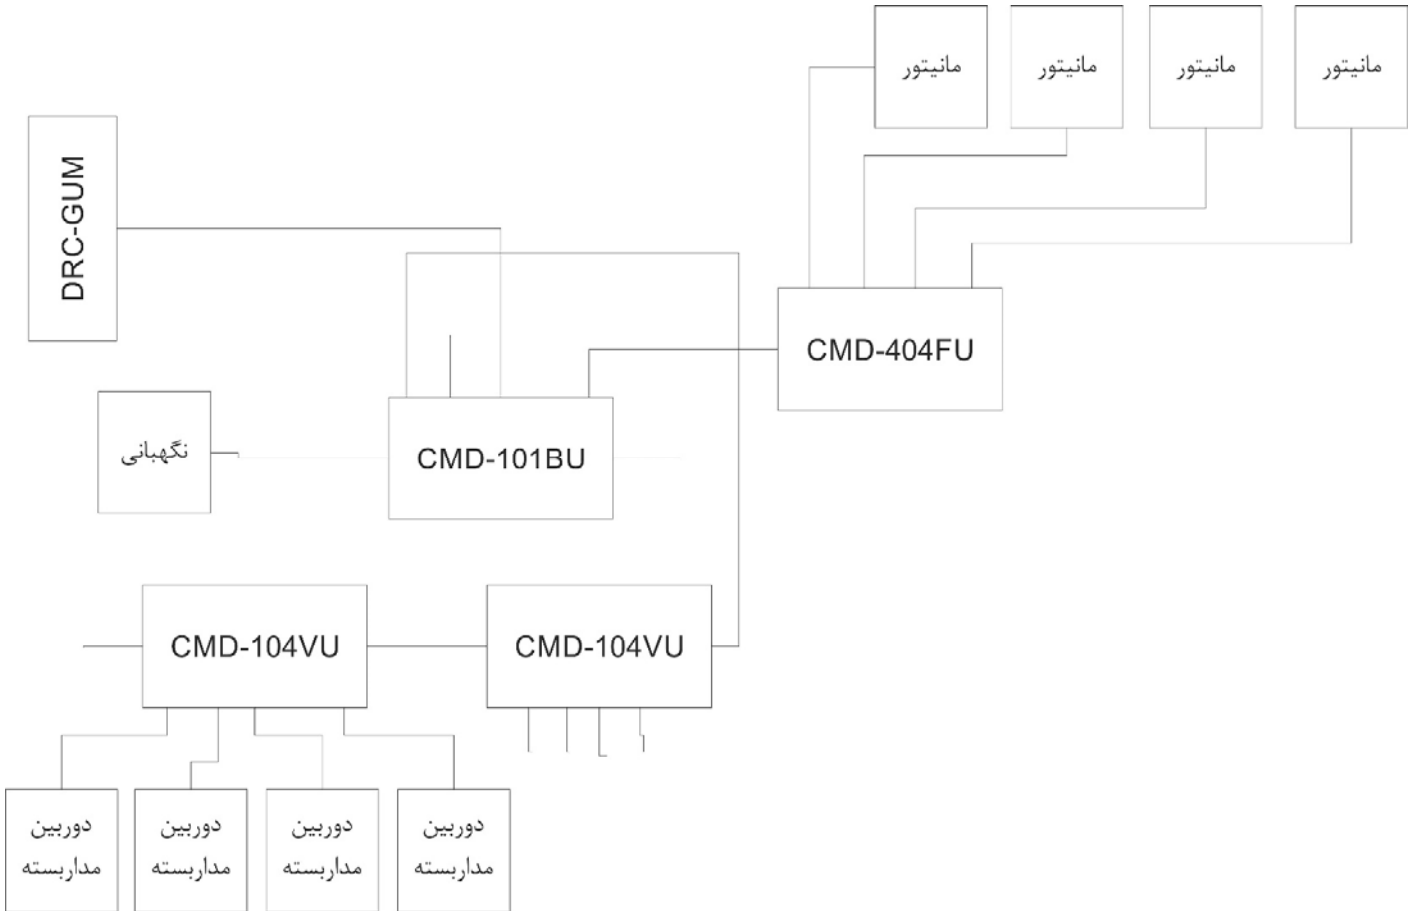 مانیتور
مانیتور
مانیتور
مانیتور
DRC-GUM
CMD-404FU
نگهبانی
CMD-101BU
CMD-104VU
CMD-104VU
دوربین
مداربسته
دوربین
مداربسته
دوربین
مداربسته
دوربین
مداربسته